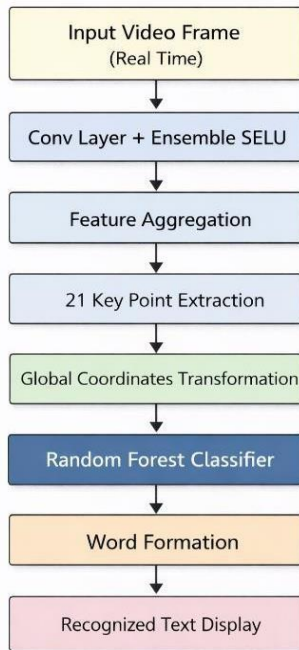 Input Video Frame
(Real Time)
Conv Layer + Ensemble SELU
Feature Aggregation
21 Key Point Extraction
Global Coordinates Transformation
Random Forest Classifier
Word Formation
Recognized Text Display